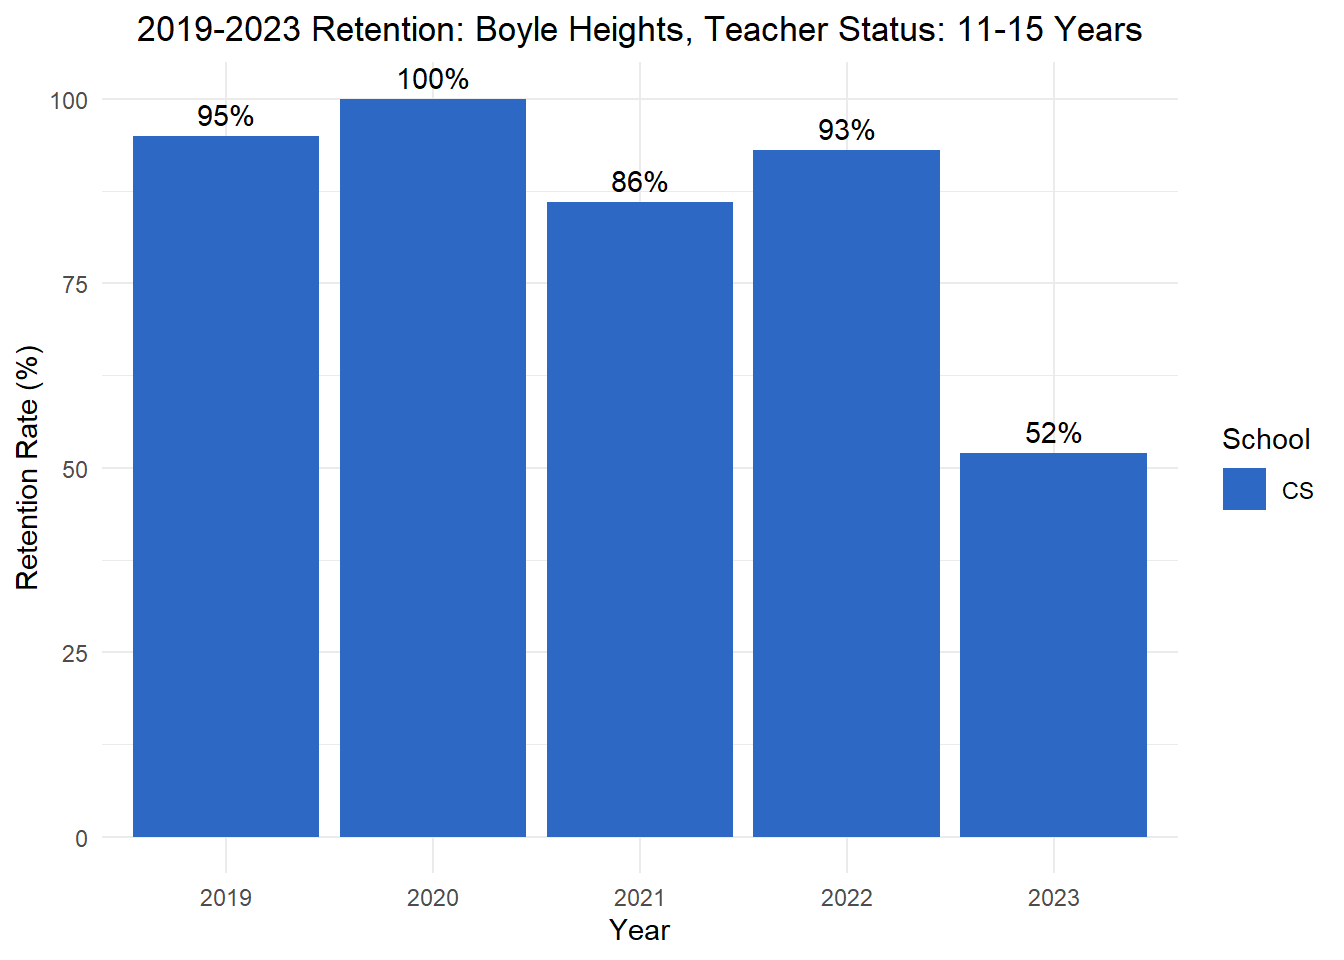 2019-2023 Retention: Boyle Heights, Teacher Status: 11-15 Years
100%
95%
93%
86%
52%
100
75
50
25
0
Retention Rate (%)
2019 2020 2021 2022 2023
Year
School
CS